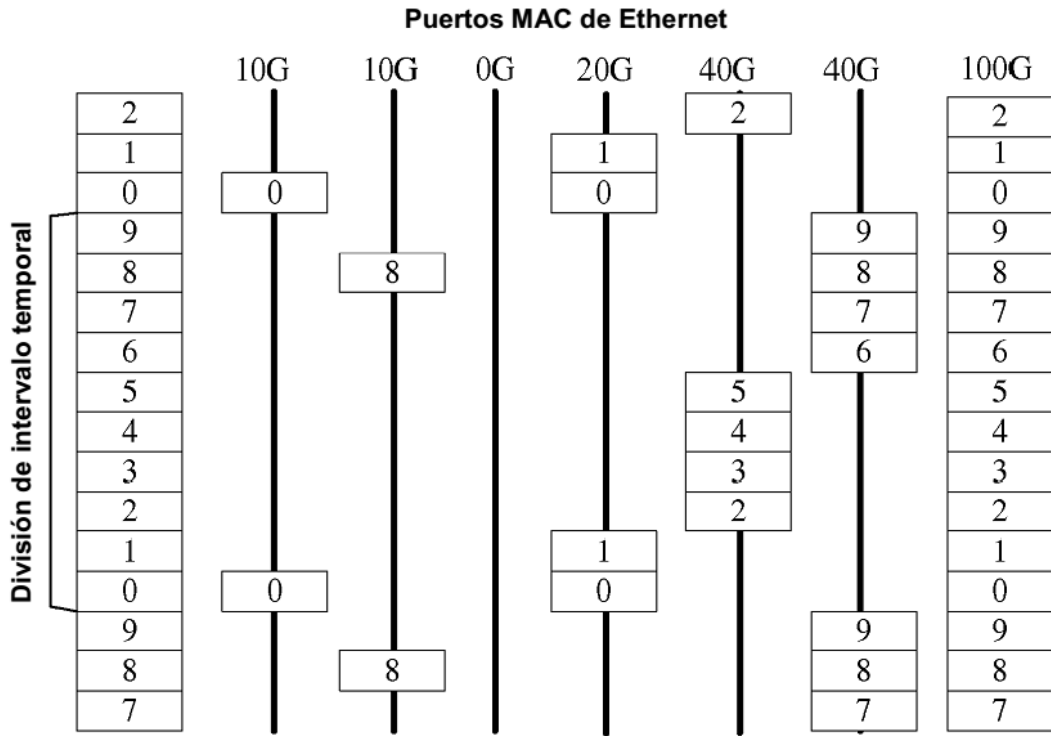 Puertos MAC de Ethernet
10G 10G 0G 20G 40G 40G 100G
División de intervalo temporal
2 2 2
1 1 1
0 0 0 0
9 9 9
8 8 8 8
7 7 7
6 6 6
5 5 5
4 4 4
3 3 3
2 2 2
1 1 1
0 0 0 0
9 9 9
8 8 8 8
7 7 7